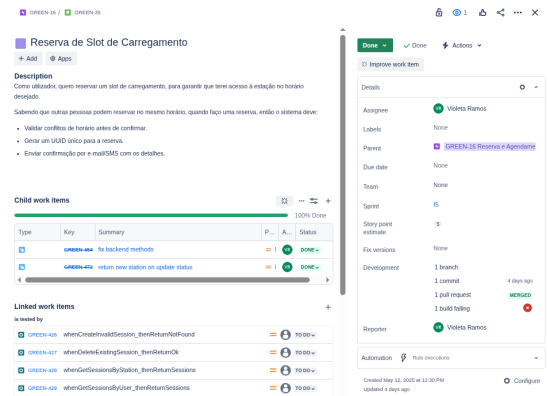 GREEN-16 / GREEN-25
1
Reserva de Slot de Carregamento
+ Add
Apps
Description
Como utilizador, quero reservar um slot de carregamento, para garantir que terei acesso à estação no horário
desejado.
Sabendo que outras pessoas podem reservar no mesmo horário, quando faço uma reserva, então o sistema deve:
Validar conflitos de horário antes de confirmar.
Gerar um UUID único para a reserva.
Enviar confirmação por e-mail/SMS com os detalhes.
Child work items
100% Done
Type Key Summary P... A... Status
GREEN-464 fix backend methods VR DONE
GREEN-473 return new station on update status VR DONE
Linked work items
is tested by
GREEN-426 whenCreateInvalidSession_thenReturnNotFound TO DO
GREEN-427 whenDeleteExistingSession_thenReturnOk TO DO
GREEN-428 whenGetSessionsByStation_thenReturnSessions TO DO
GREEN-429 whenGetSessionsByUser_thenReturnSessions TO DO
Done
Done
Actions
Improve work item
Details
Assignee VR Violeta Ramos
Labels None
Parent GREEN-16 Reserva e Agendame
Due date None
Team None
Sprint I5
Story point
estimate
5
Fix versions None
Development 1 branch
1 commit 4 days ago
1 pull request MERGED
1 build failing
Reporter VR Violeta Ramos
Automation Rule executions
Created May 12, 2025 at 12:30 PM
Updated 4 days ago
Configure